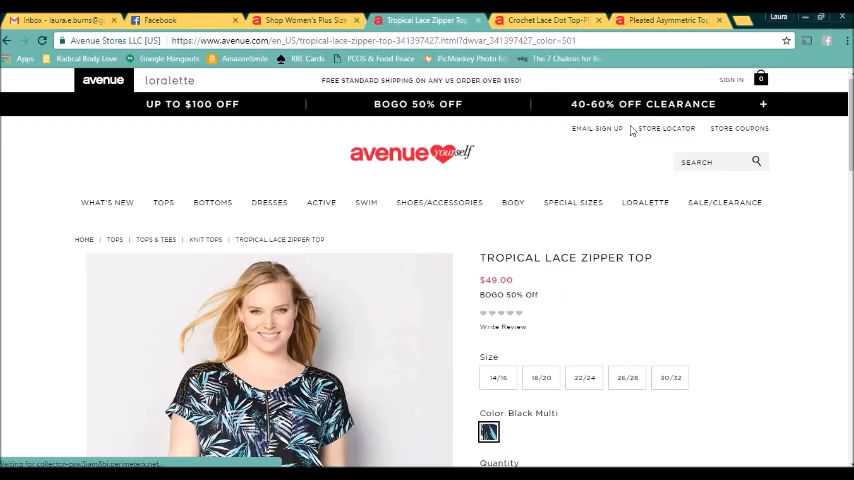 Inbox - laura.e.burns@g
Facebook
Shop Women's Plus Size
Tropical Lace Zipper Top
Crochet Lace Dot Top-Pl
Pleated Asymmetric Top
Laura
Avenue Stores LLC [US]
https://www.avenue.com/en_US/tropical-lace-zipper-top-341397427.html?dwvar_341397427_color=501
Apps
Radical Body Love
Google Hangouts
AmazonSmile
RBL Cards
PCOS & Food Peace
PicMonkey Photo Ed
The 7 Chakras for Be
avenue
loralette
FREE STANDARD SHIPPING ON ANY US ORDER OVER $150!
SIGN IN
0
UP TO $100 OFF
BOGO 50% OFF
40-60% OFF CLEARANCE
+
EMAIL SIGN UP
STORE LOCATOR
STORE COUPONS
avenue yourself
SEARCH
WHAT'S NEW
TOPS
BOTTOMS
DRESSES
ACTIVE
SWIM
SHOES/ACCESSORIES
BODY
SPECIAL SIZES
LORALETTE
SALE/CLEARANCE
HOME
TOPS
TOPS & TEES
KNIT TOPS
TROPICAL LACE ZIPPER TOP
TROPICAL LACE ZIPPER TOP
$49.00
BOGO 50% Off
Write Review
Size
14/16
18/20
22/24
26/28
30/32
Color: Black Multi
Quantity